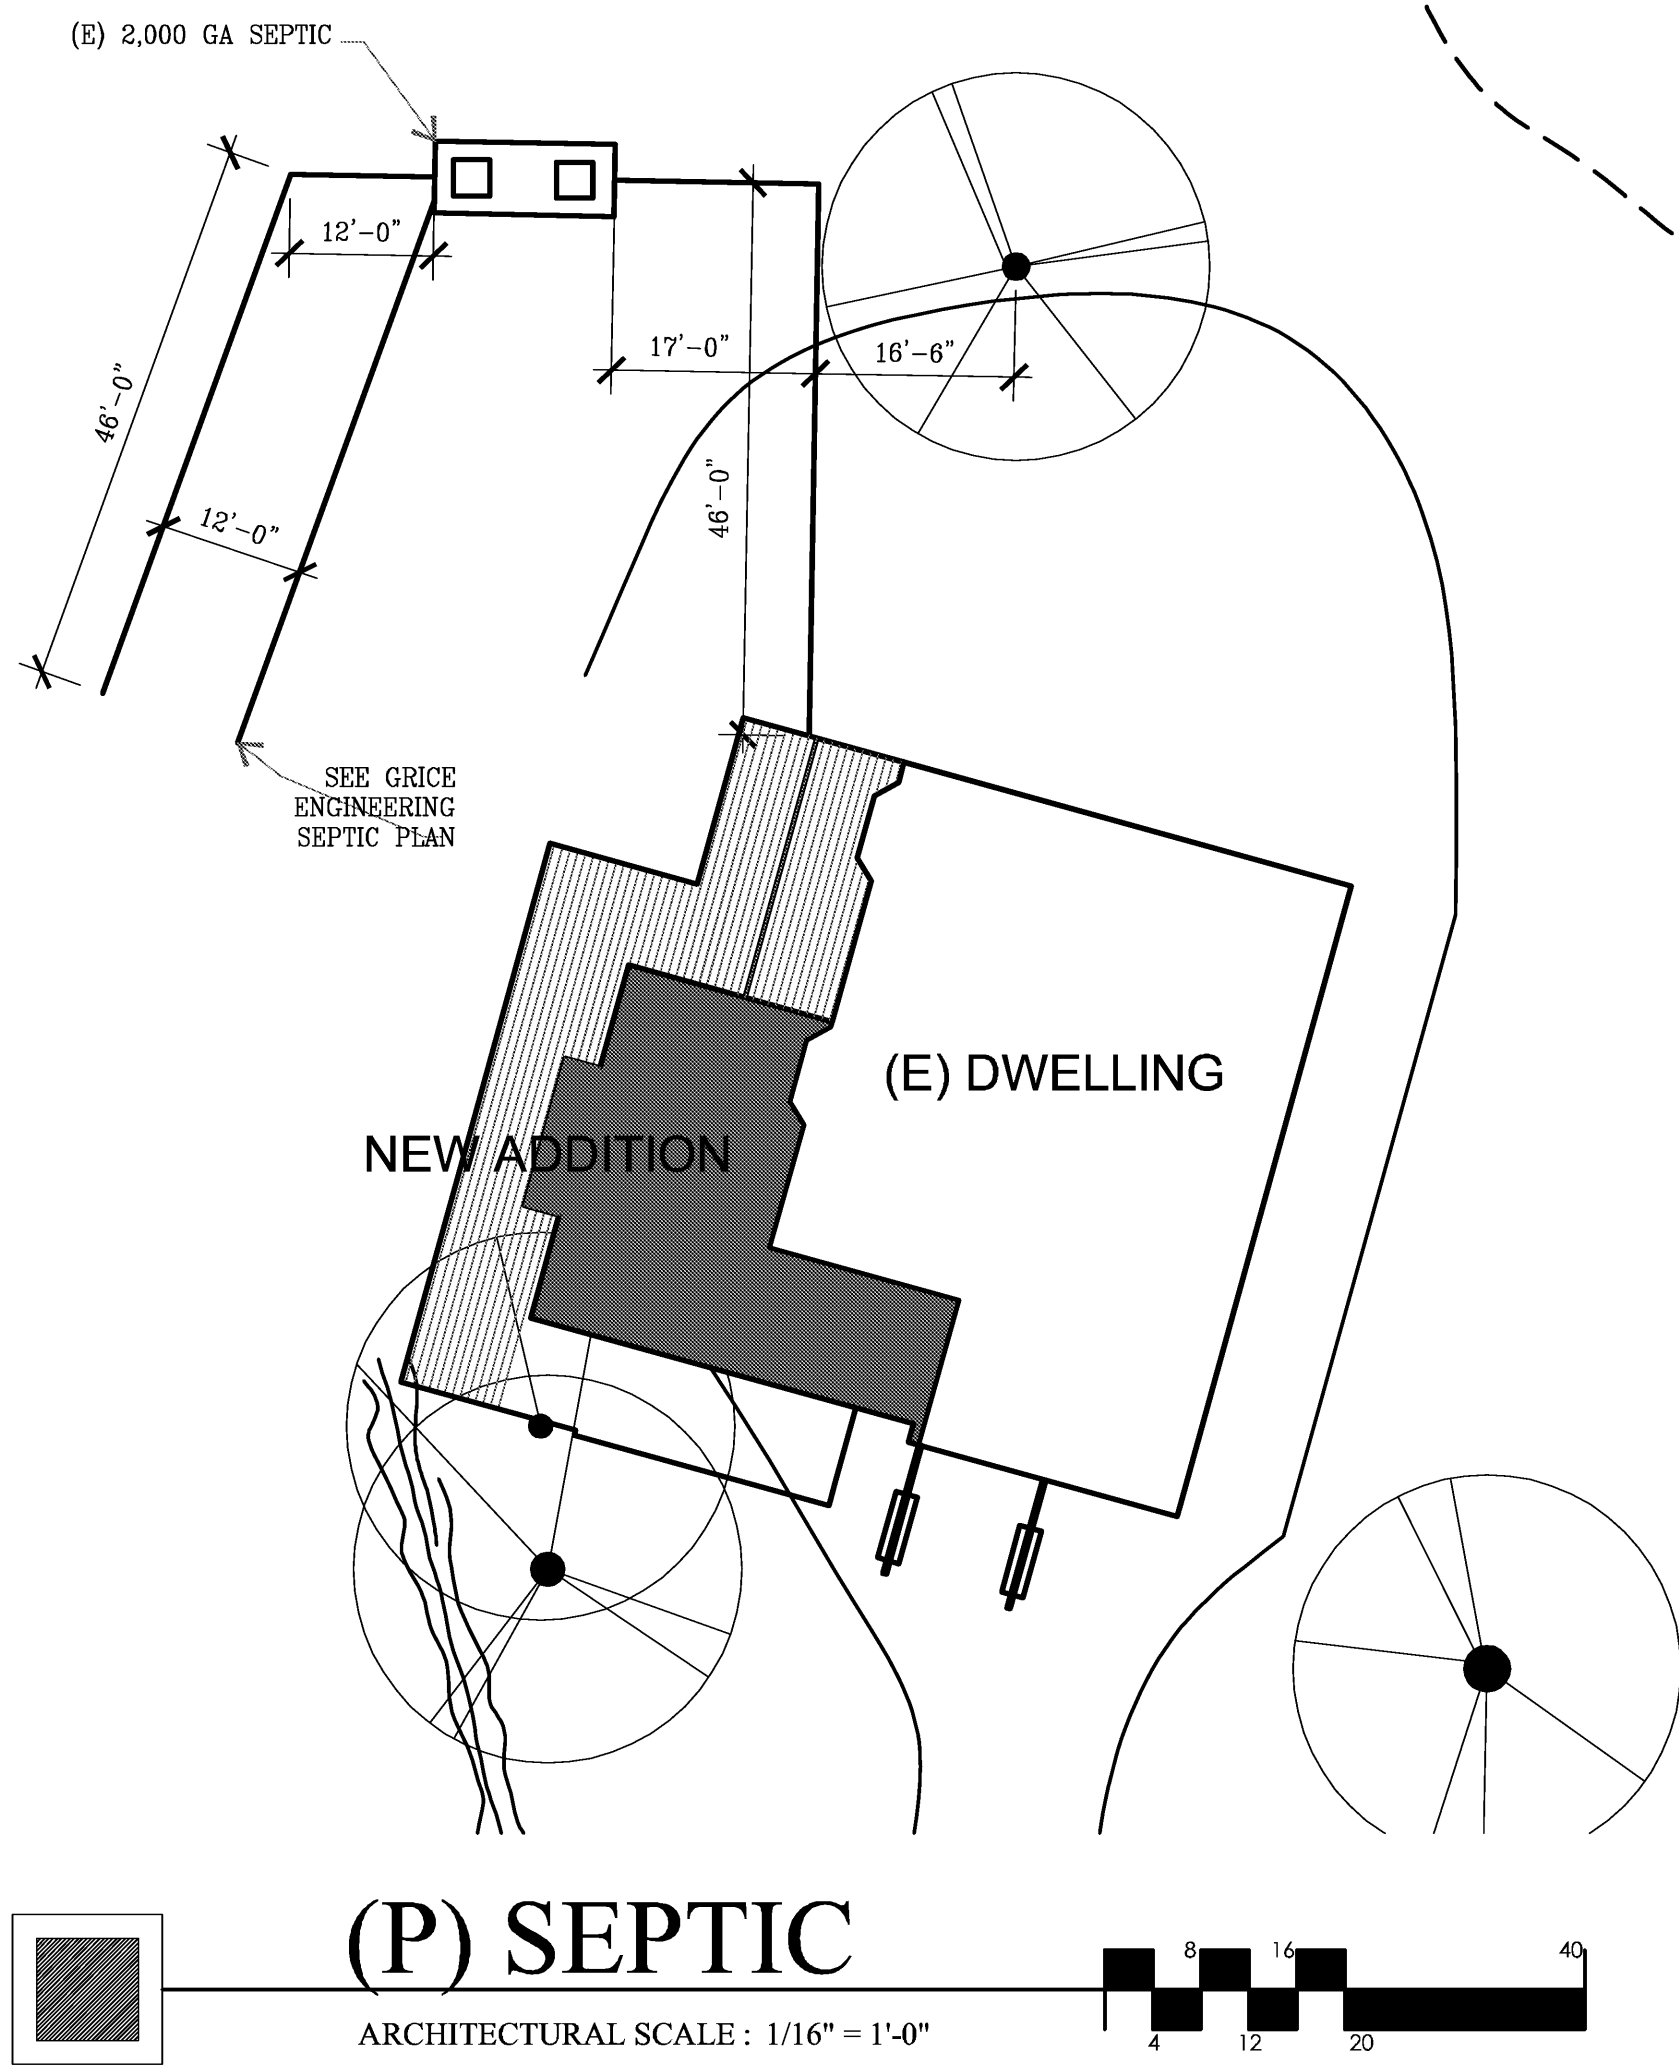 (E) 2,000 GA SEPTIC
12'-0"
17'-0"
16'-6"
46'-0"
46'-0"
12'-0"
SEE GRICE
ENGINEERING
SEPTIC PLAN
(E) DWELLING
NEW ADDITION
(P) SEPTIC
ARCHITECTURAL SCALE : 1/16" = 1'-0"
8 16 40
4 12 20